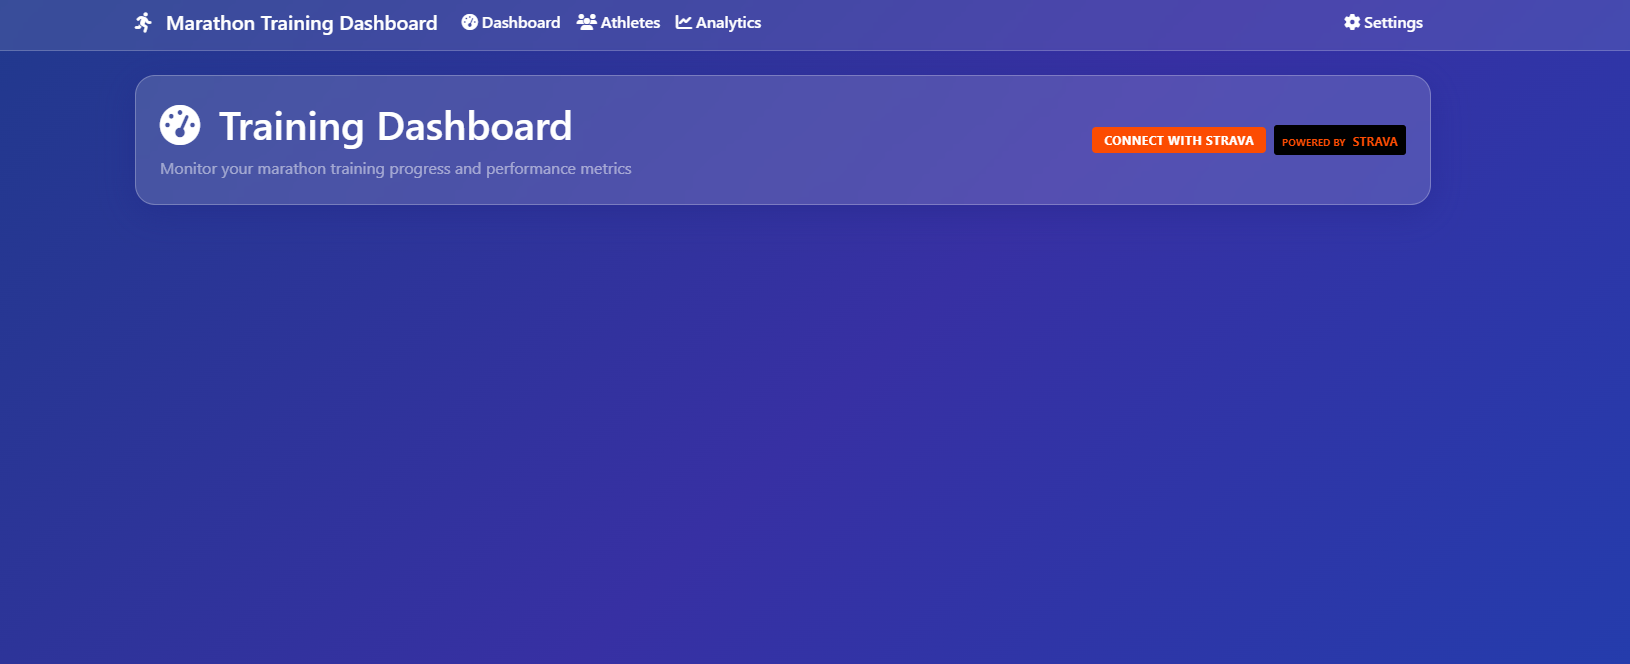 Marathon Training Dashboard Dashboard Athletes Analytics Settings
Training Dashboard
Monitor your marathon training progress and performance metrics
CONNECT WITH STRAVA
POWERED BY STRAVA